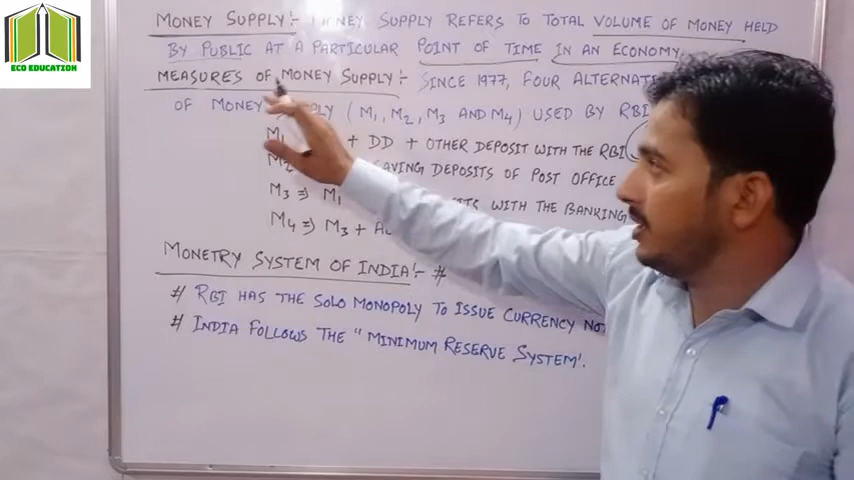 ECO EDUCATION
MONEY SUPPLY:- MONEY SUPPLY REFERS TO TOTAL VOLUME OF MONEY HELD
BY PUBLIC AT A PARTICULAR POINT OF TIME IN AN ECONOMY.
MEASURES OF MONEY SUPPLY:- SINCE 1977, FOUR
OF MONEY SUPPLY (M1, M2, M3 AND M4) USED BY RBI
M1 + DD + OTHER DEPOSIT WITH THE RBI
M2 SAVING DEPOSITS OF POST OFFICE
M3 => M1 WITH THE BANKING
M4 => M3 +
MONETRY SYSTEM OF INDIA:- #
# RBI HAS THE SOLO MONOPOLY TO ISSUE CURRENCY
# INDIA FOLLOWS THE "MINIMUM RESERVE SYSTEM'.